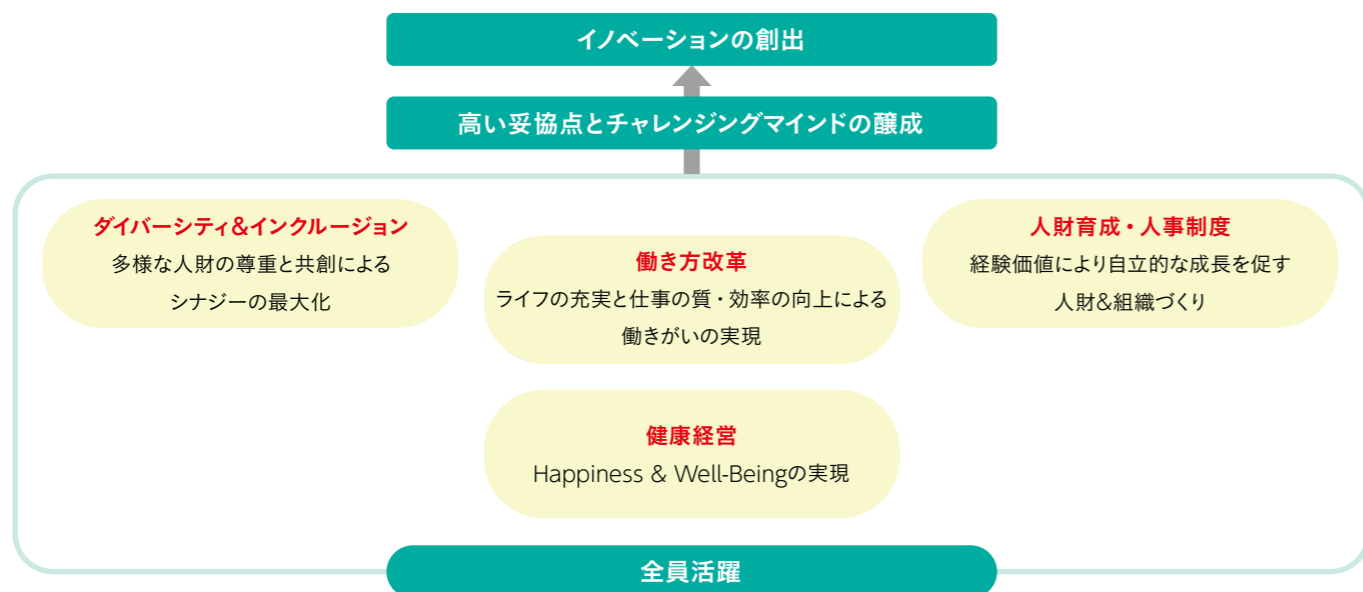 イノベーションの創出
高い妥協点とチャレンジングマインドの醸成
ダイバーシティ&インクルージョン
多様な人財の尊重と共創による
シナジーの最大化
働き方改革
ライフの充実と仕事の質・効率の向上による
働きがいの実現
人財育成・人事制度
経験価値により自立的な成長を促す
人財&組織づくり
健康経営
Happiness & Well-Beingの実現
全員活躍